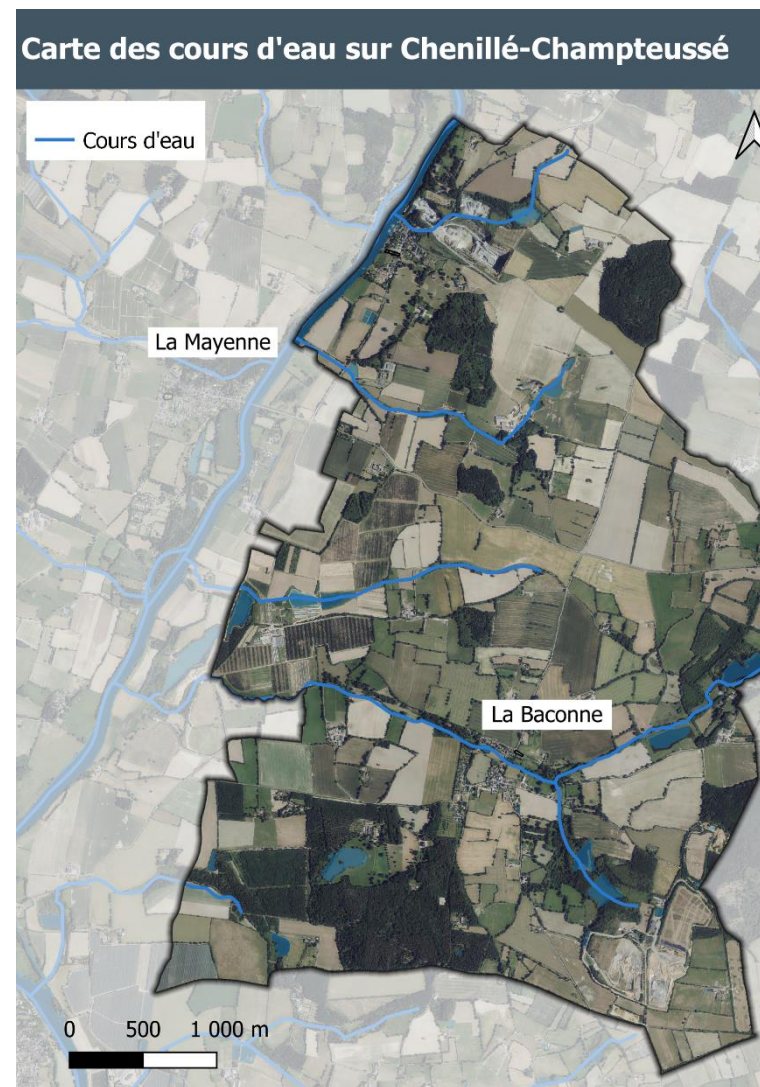 Carte des cours d'eau sur Chenillé-Champteussé
Cours d'eau
La Mayenne
La Baconne
0 500 1 000 m